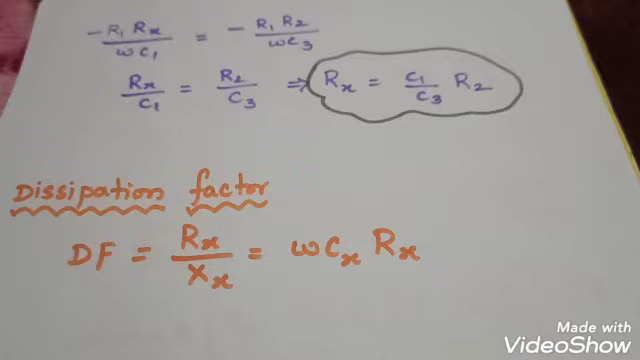 -R₁ Rx / ωC₁ = - R₁ R₂ / ωC₃
Rx / C₁ = R₂ / C₃ ⇒ Rx = C₁ / C₃ R₂
Dissipation factor
DF = Rx / Xx = ωCx Rx
Made with
VideoShow